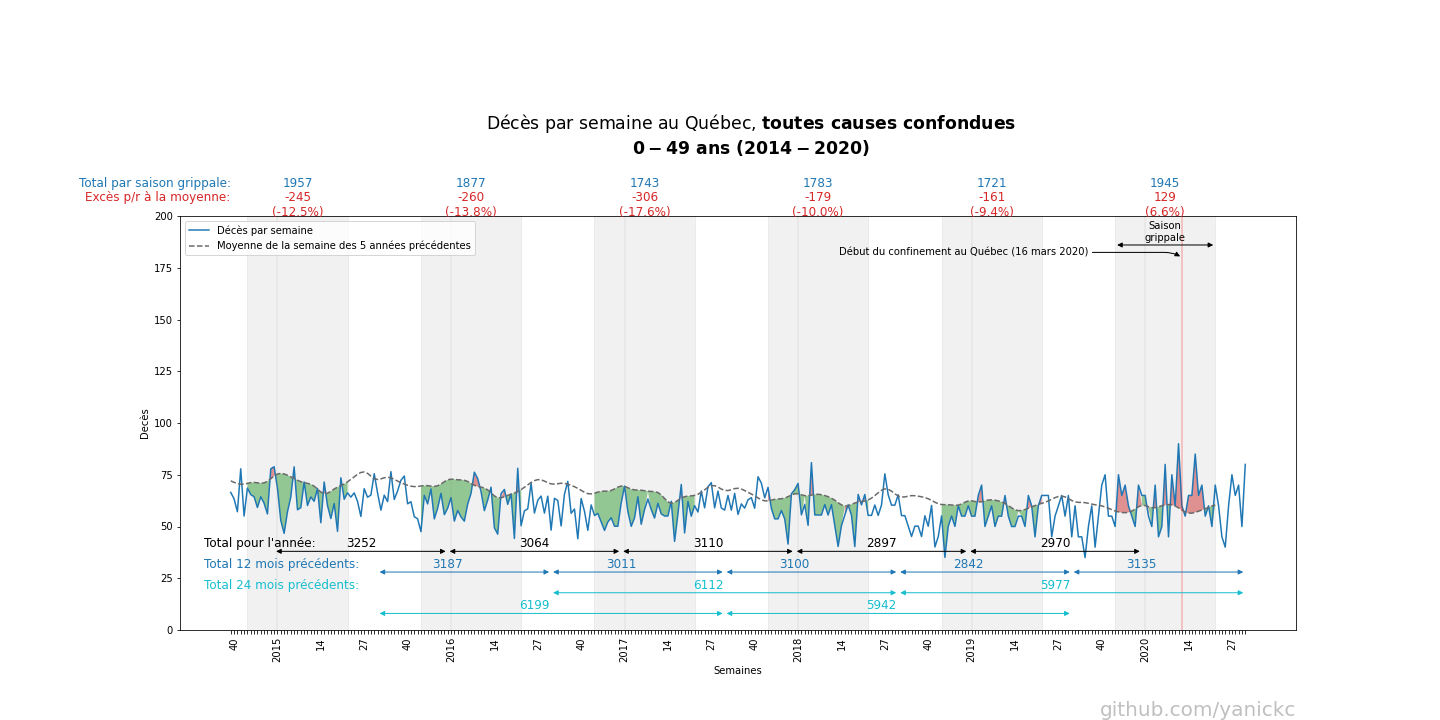 Décès par semaine au Québec, toutes causes confondues
0 – 49 ans (2014 – 2020)
Total par saison grippale: 1957 1877 1743 1783 1721 1945
Excès p/r à la moyenne: -245 -260 -306 -179 -161 129
(-12.5%) (-13.8%) (-17.6%) (-10.0%) (-9.4%) (6.6%)
200
Décès par semaine
Moyenne de la semaine des 5 années précédentes
Saison
grippale
Début du confinement au Québec (16 mars 2020)
175
150
125
100
75
50
25
0
Decès
Total pour l'année: 3252 3064 3110 2897 2970
Total 12 mois précédents: 3187 3011 3100 2842 3135
Total 24 mois précédents: 6112 5977
6199 5942
40 2015 14 27 40 2016 14 27 40 2017 14 27 40 2018 14 27 40 2019 14 27 40 2020 14 27
Semaines
github.com/yanickc